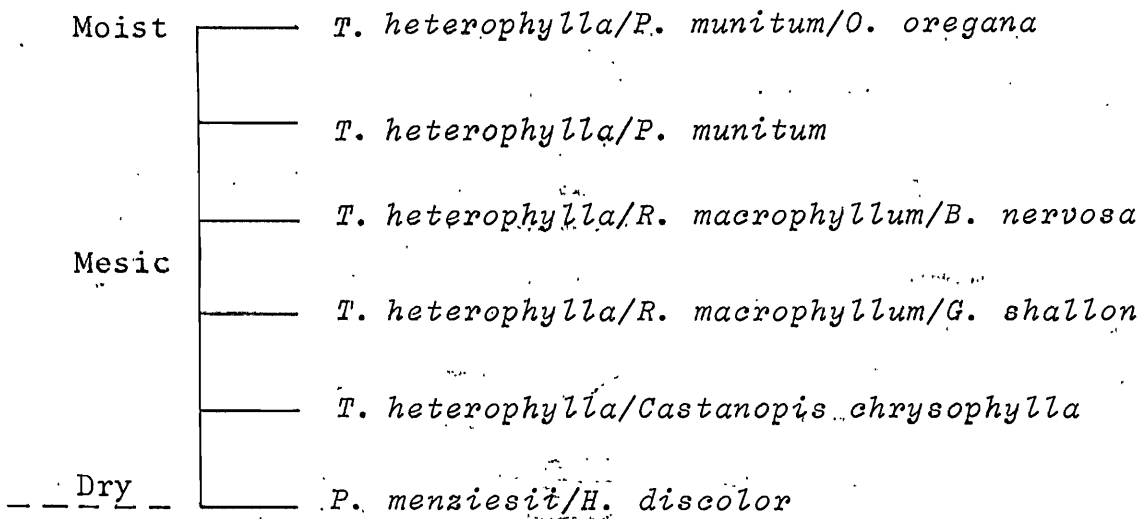 Moist T. heterophylla/P. munitum/O. oregana
T. heterophylla/P. munitum
T. heterophylla/R. macrophyllum/B. nervosa
Mesic
T. heterophylla/R. macrophyllum/G. shallon
T. heterophylla/Castanopis chrysophylla
Dry P. menziesii/H. discolor